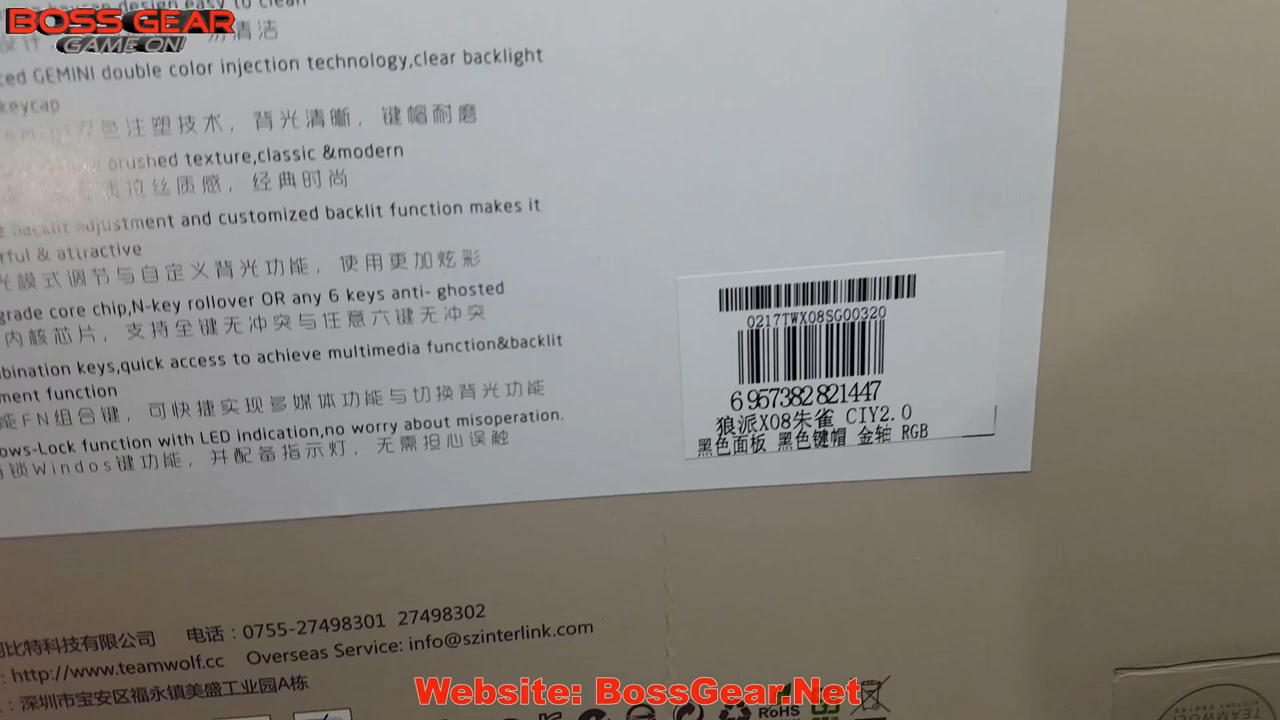 BOSS GEAR
GAME ON!
design,easy to clean
设计 易清洁
GEMINI double color injection technology,clear backlight
keycap
双色注塑技术，背光清晰，键帽耐磨
brushed texture,classic &modern
拉丝质感，经典时尚
backlit adjustment and customized backlit function makes it
& attractive
光模式调节与自定义背光功能，使用更加炫彩
grade core chip,N-key rollover OR any 6 keys anti- ghosted
内核芯片，支持全键无冲突与任意六键无冲突
bination keys,quick access to achieve multimedia function&backlit
ment function
能FN组合键，可快捷实现多媒体功能与切换背光功能
ows-Lock function with LED indication,no worry about misoperation.
锁Windos键功能，并配备指示灯，无需担心误触
0217TWX08SG00320
6957382821447
狼派X08朱雀 CIY2.0
黑色面板 黑色键帽 金轴 RGB
比特科技有限公司 电话：0755-27498301 27498302
: http://www.teamwolf.cc Overseas Service: info@szinterlink.com
: 深圳市宝安区福永镇美盛工业园A栋
Website: BossGear.Net
RoHS